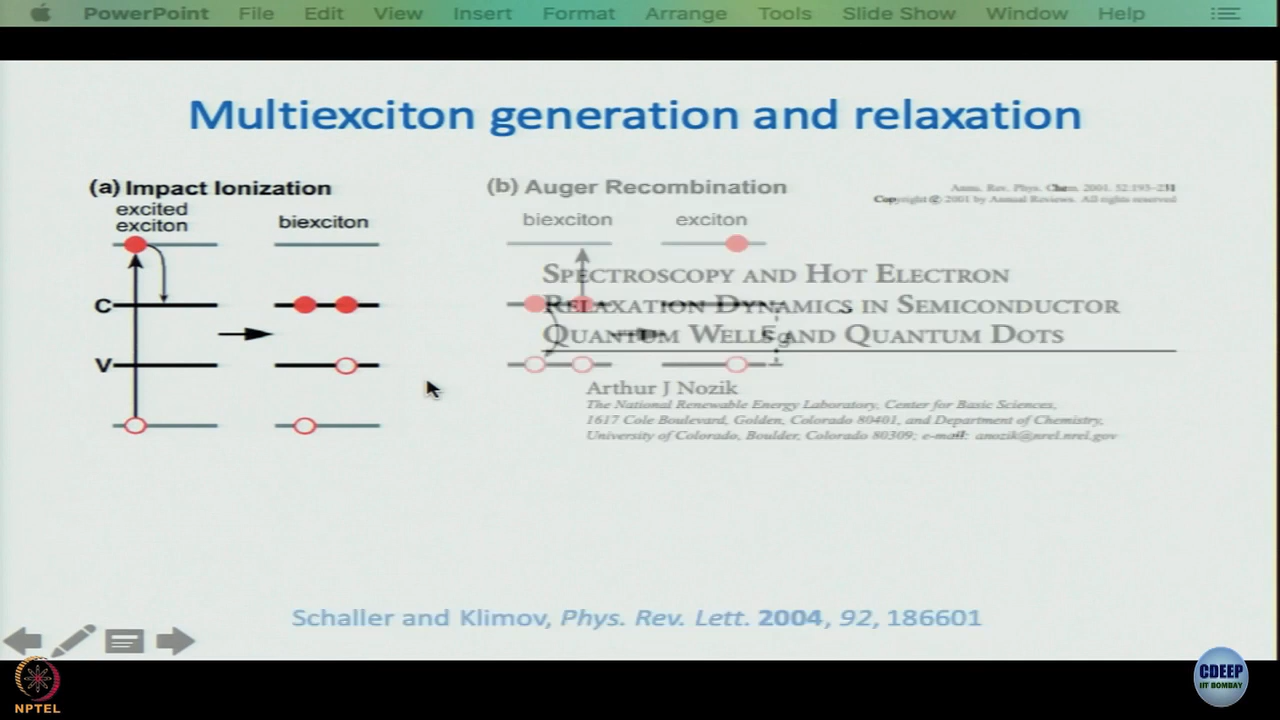 PowerPoint File Edit View Insert Format Arrange Tools Slide Show Window Help
Multiexciton generation and relaxation
(a) Impact Ionization
excited
exciton
biexciton
C
V
(b) Auger Recombination
biexciton exciton
Eg
Annu. Rev. Phys. Chem. 2001. 52:193–231
Copyright © 2001 by Annual Reviews. All rights reserved
SPECTROSCOPY AND HOT ELECTRON
RELAXATION DYNAMICS IN SEMICONDUCTOR
QUANTUM WELLS AND QUANTUM DOTS
Arthur J Nozik
The National Renewable Energy Laboratory, Center for Basic Sciences,
1617 Cole Boulevard, Golden, Colorado 80401, and Department of Chemistry,
University of Colorado, Boulder, Colorado 80309; e-mail: anozik@nrel.nrel.gov
Schaller and Klimov, Phys. Rev. Lett. 2004, 92, 186601
NPTEL
CDEEP
IIT BOMBAY